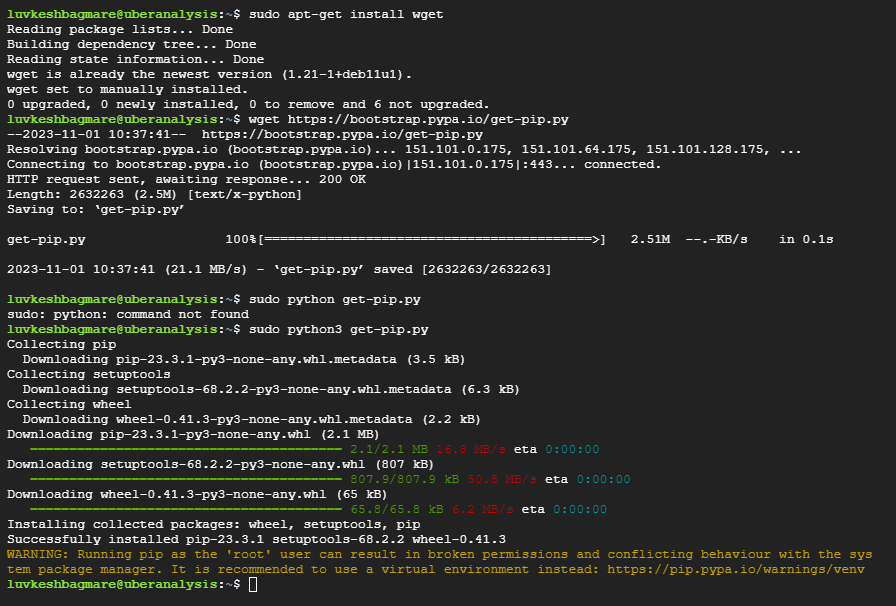 luvkeshbagmare@uberanalysis:~$ sudo apt-get install wget
Reading package lists... Done
Building dependency tree... Done
Reading state information... Done
wget is already the newest version (1.21-1+deb11u1).
wget set to manually installed.
0 upgraded, 0 newly installed, 0 to remove and 6 not upgraded.
luvkeshbagmare@uberanalysis:~$ wget https://bootstrap.pypa.io/get-pip.py
--2023-11-01 10:37:41--  https://bootstrap.pypa.io/get-pip.py
Resolving bootstrap.pypa.io (bootstrap.pypa.io)... 151.101.0.175, 151.101.64.175, 151.101.128.175, ...
Connecting to bootstrap.pypa.io (bootstrap.pypa.io)|151.101.0.175|:443... connected.
HTTP request sent, awaiting response... 200 OK
Length: 2632263 (2.5M) [text/x-python]
Saving to: ‘get-pip.py’
get-pip.py                  100%[==========================================>]   2.51M  --.-KB/s    in 0.1s
2023-11-01 10:37:41 (21.1 MB/s) - ‘get-pip.py’ saved [2632263/2632263]
luvkeshbagmare@uberanalysis:~$ sudo python get-pip.py
sudo: python: command not found
luvkeshbagmare@uberanalysis:~$ sudo python3 get-pip.py
Collecting pip
  Downloading pip-23.3.1-py3-none-any.whl.metadata (3.5 kB)
Collecting setuptools
  Downloading setuptools-68.2.2-py3-none-any.whl.metadata (6.3 kB)
Collecting wheel
  Downloading wheel-0.41.3-py3-none-any.whl.metadata (2.2 kB)
Downloading pip-23.3.1-py3-none-any.whl (2.1 MB)
   ━━━━━━━━━━━━━━━━━━━━━━━━━━━━━━━━━━━━━━━━ 2.1/2.1 MB 16.8 MB/s eta 0:00:00
Downloading setuptools-68.2.2-py3-none-any.whl (807 kB)
   ━━━━━━━━━━━━━━━━━━━━━━━━━━━━━━━━━━━━━━━━ 807.9/807.9 kB 50.8 MB/s eta 0:00:00
Downloading wheel-0.41.3-py3-none-any.whl (65 kB)
   ━━━━━━━━━━━━━━━━━━━━━━━━━━━━━━━━━━━━━━━━ 65.8/65.8 kB 6.2 MB/s eta 0:00:00
Installing collected packages: wheel, setuptools, pip
Successfully installed pip-23.3.1 setuptools-68.2.2 wheel-0.41.3
WARNING: Running pip as the 'root' user can result in broken permissions and conflicting behaviour with the sys
tem package manager. It is recommended to use a virtual environment instead: https://pip.pypa.io/warnings/venv
luvkeshbagmare@uberanalysis:~$